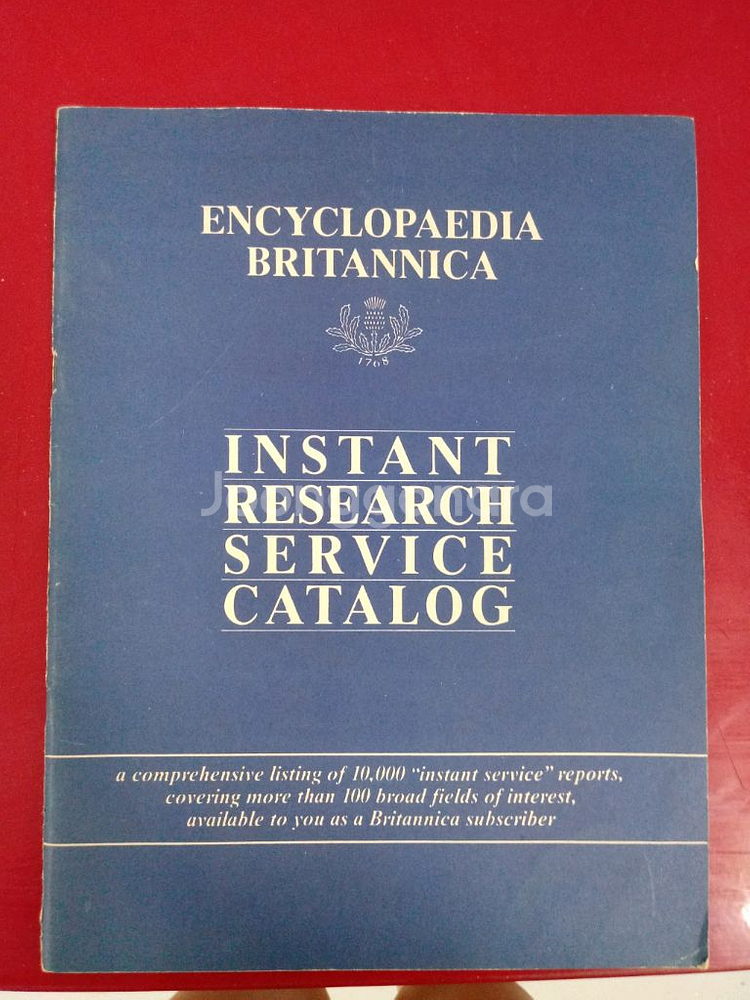 ENCYCLOPAEDIA
BRITANNICA
1768
INSTANT
RESEARCH
SERVICE
CATALOG
a comprehensive listing of 10,000 "instant service" reports,
covering more than 100 broad fields of interest,
available to you as a Britannica subscriber